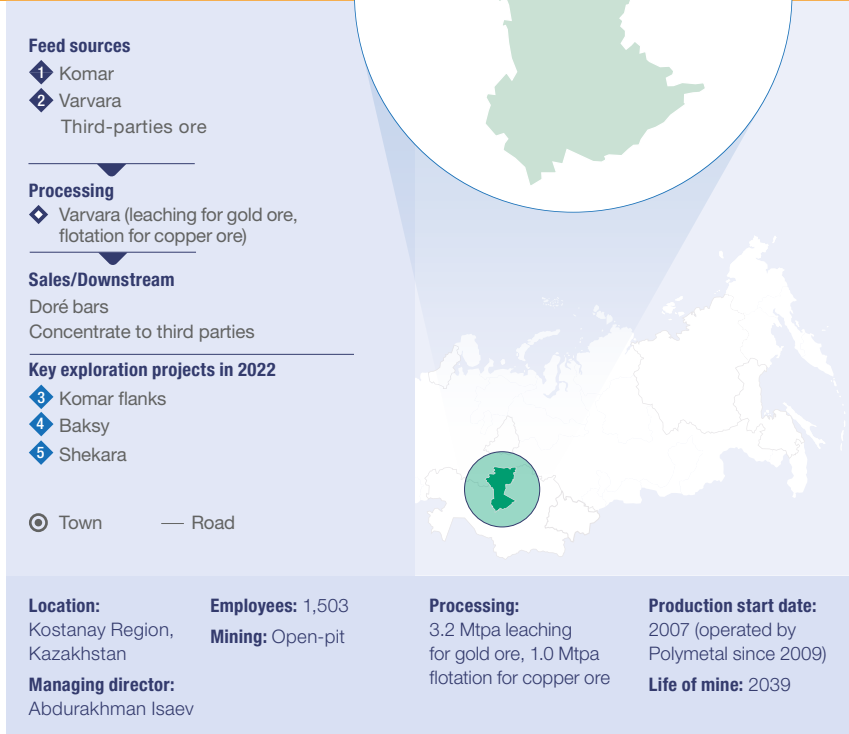 Feed sources
1 Komar
2 Varvara
Third-parties ore
Processing
Varvara (leaching for gold ore,
flotation for copper ore)
Sales/Downstream
Doré bars
Concentrate to third parties
Key exploration projects in 2022
3 Komar flanks
4 Baksy
5 Shekara
Town
Road
Location:
Kostanay Region,
Kazakhstan
Managing director:
Abdurakhman Isaev
Employees: 1,503
Mining: Open-pit
Processing:
3.2 Mtpa leaching
for gold ore, 1.0 Mtpa
flotation for copper ore
Production start date:
2007 (operated by
Polymetal since 2009)
Life of mine: 2039